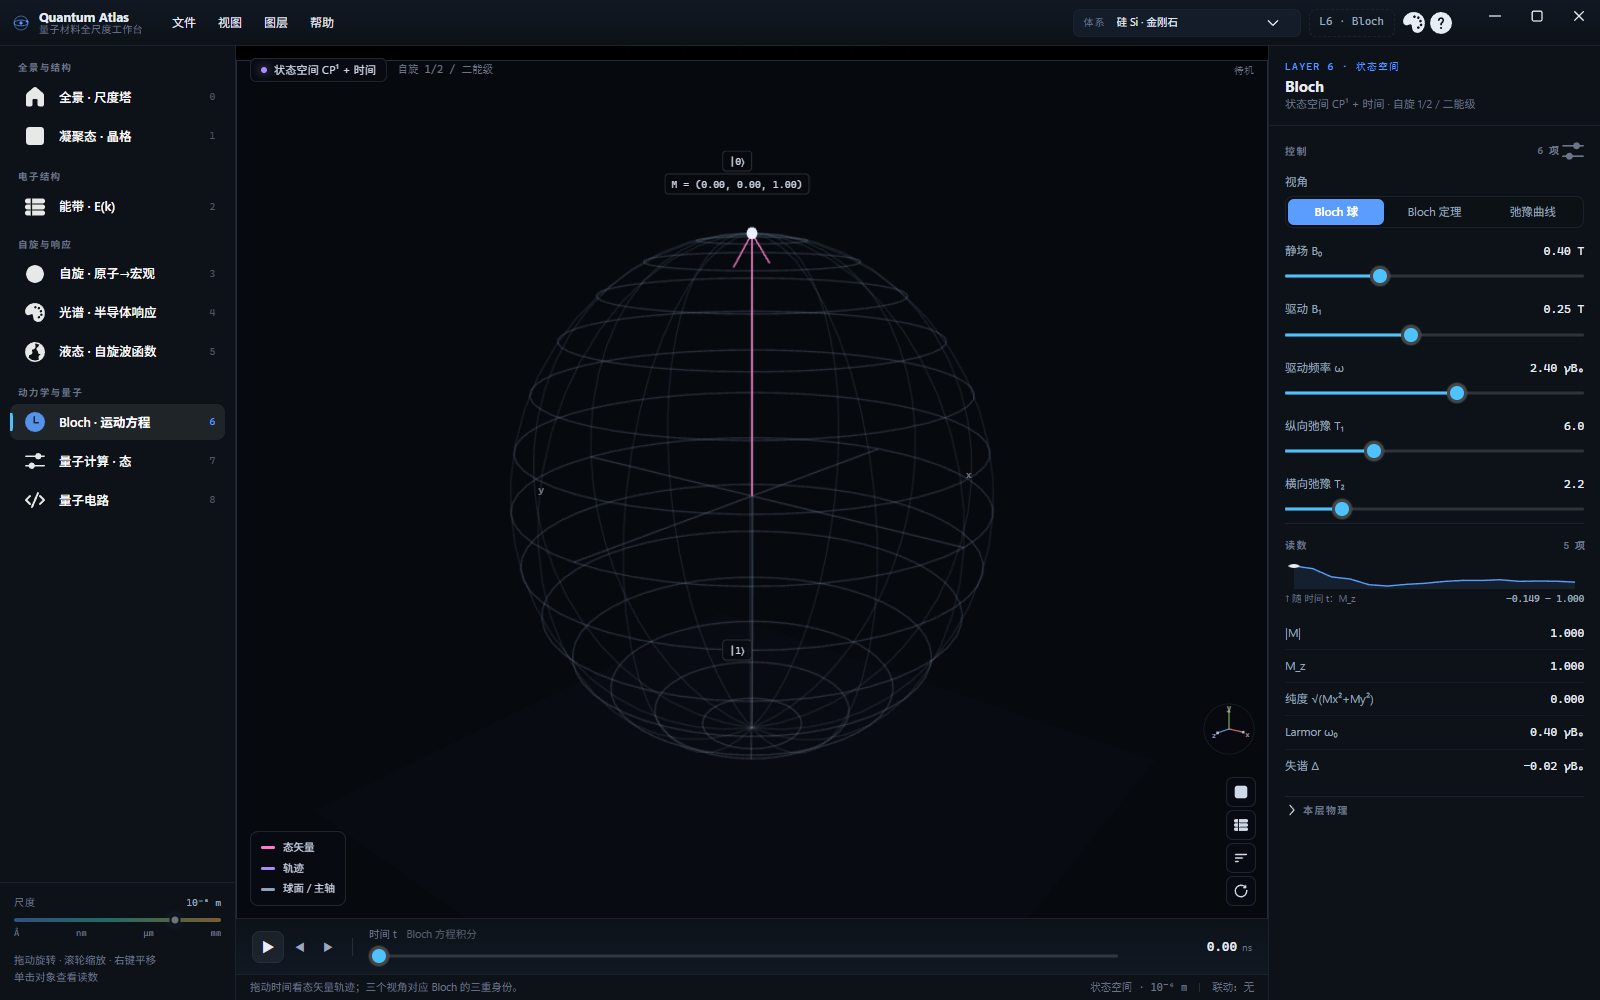 Quantum Atlas
量子材料全尺度工作台
文件 视图 图层 帮助
体系 硅 Si · 金刚石
L6 · Bloch
?
全景与结构
全景 · 尺度塔 0
凝聚态 · 晶格 1
电子结构
能带 · E(k) 2
自旋与响应
自旋 · 原子→宏观 3
光谱 · 半导体响应 4
液态 · 自旋波函数 5
动力学与量子
Bloch · 运动方程 6
量子计算 · 态 7
量子电路 8
尺度 10⁻⁴ m
Å nm μm mm
拖动旋转 · 滚轮缩放 · 右键平移
单击对象查看读数
状态空间 CP¹ + 时间 自旋 1/2 / 二能级 待机
|0⟩
M = (0.00, 0.00, 1.00)
y x
|1⟩
y
z x
态矢量
轨迹
球面 / 主轴
时间 t Bloch 方程积分
0.00 ns
拖动时间看态矢量轨迹；三个视角对应 Bloch 的三重身份。
状态空间 · 10⁻⁴ m | 联动: 无
LAYER 6 · 状态空间
Bloch
状态空间 CP¹ + 时间 · 自旋 1/2 / 二能级
控制 6 项
视角
Bloch 球 Bloch 定理 弛豫曲线
静场 B₀ 0.40 T
驱动 B₁ 0.25 T
驱动频率 ω 2.40 γB₀
纵向弛豫 T₁ 6.0
横向弛豫 T₂ 2.2
读数 5 项
↑ 随 时间 t: M_z −0.149 – 1.000
|M| 1.000
M_z 1.000
纯度 √(Mx²+My²) 0.000
Larmor ω₀ 0.40 γB₀
失谐 Δ −0.02 γB₀
本层物理